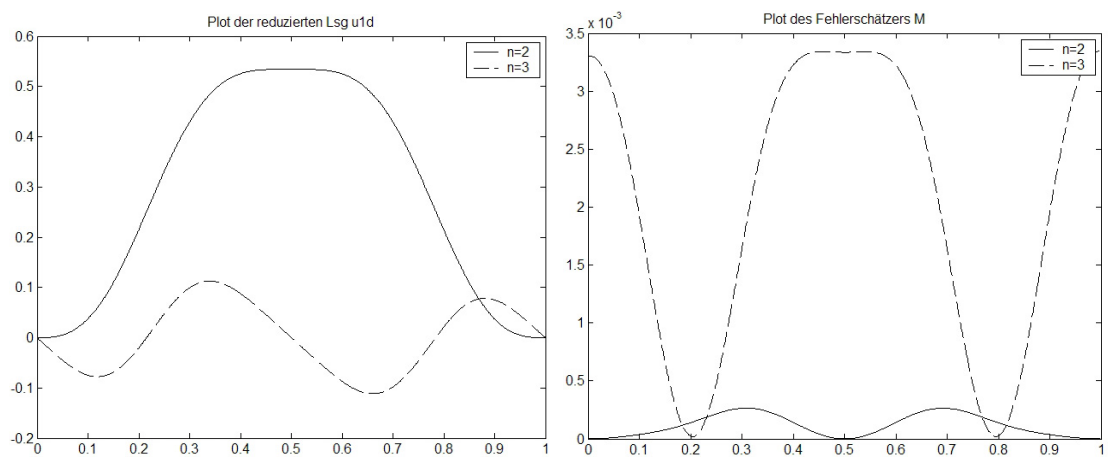 Plot der reduzierten Lsg u1d
0.6
0.5
0.4
0.3
0.2
0.1
0
-0.1
-0.2
0 0.1 0.2 0.3 0.4 0.5 0.6 0.7 0.8 0.9 1
n=2
n=3
Plot des Fehlerschätzers M
x 10^-3
3.5
3
2.5
2
1.5
1
0.5
0
0 0.1 0.2 0.3 0.4 0.5 0.6 0.7 0.8 0.9 1
n=2
n=3